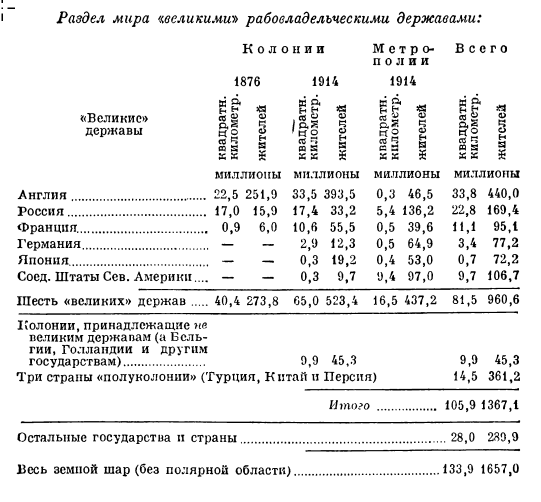 Раздел мира «великими» рабовладельческими державами:
Колонии Метрополии Всего
1876 1914 1914
«Великие» державы
квадратн. километр. жителей квадратн. километр. жителей квадратн. километр. жителей квадратн. километр. жителей
миллионы миллионы миллионы миллионы
Англия 22,5 251,9 33,5 393,5 0,3 46,5 33,8 440,0
Россия 17,0 15,9 17,4 33,2 5,4 136,2 22,8 169,4
Франция 0,9 6,0 10,6 55,5 0,5 39,6 11,1 95,1
Германия — — 2,9 12,3 0,5 64,9 3,4 77,2
Япония — — 0,3 19,2 0,4 53,0 0,7 72,2
Соед. Штаты Сев. Америки — — 0,3 9,7 9,4 97,0 9,7 106,7
Шесть «великих» держав 40,4 273,8 65,0 523,4 16,5 437,2 81,5 960,6
Колонии, принадлежащие не
великим державам (а Бель-
гии, Голландии и другим
государствам) 9,9 45,3 9,9 45,3
Три страны «полуколонии» (Турция, Китай и Персия) 14,5 361,2
Итого 105,9 1367,1
Остальные государства и страны 28,0 289,9
Весь земной шар (без полярной области) 133,9 1657,0